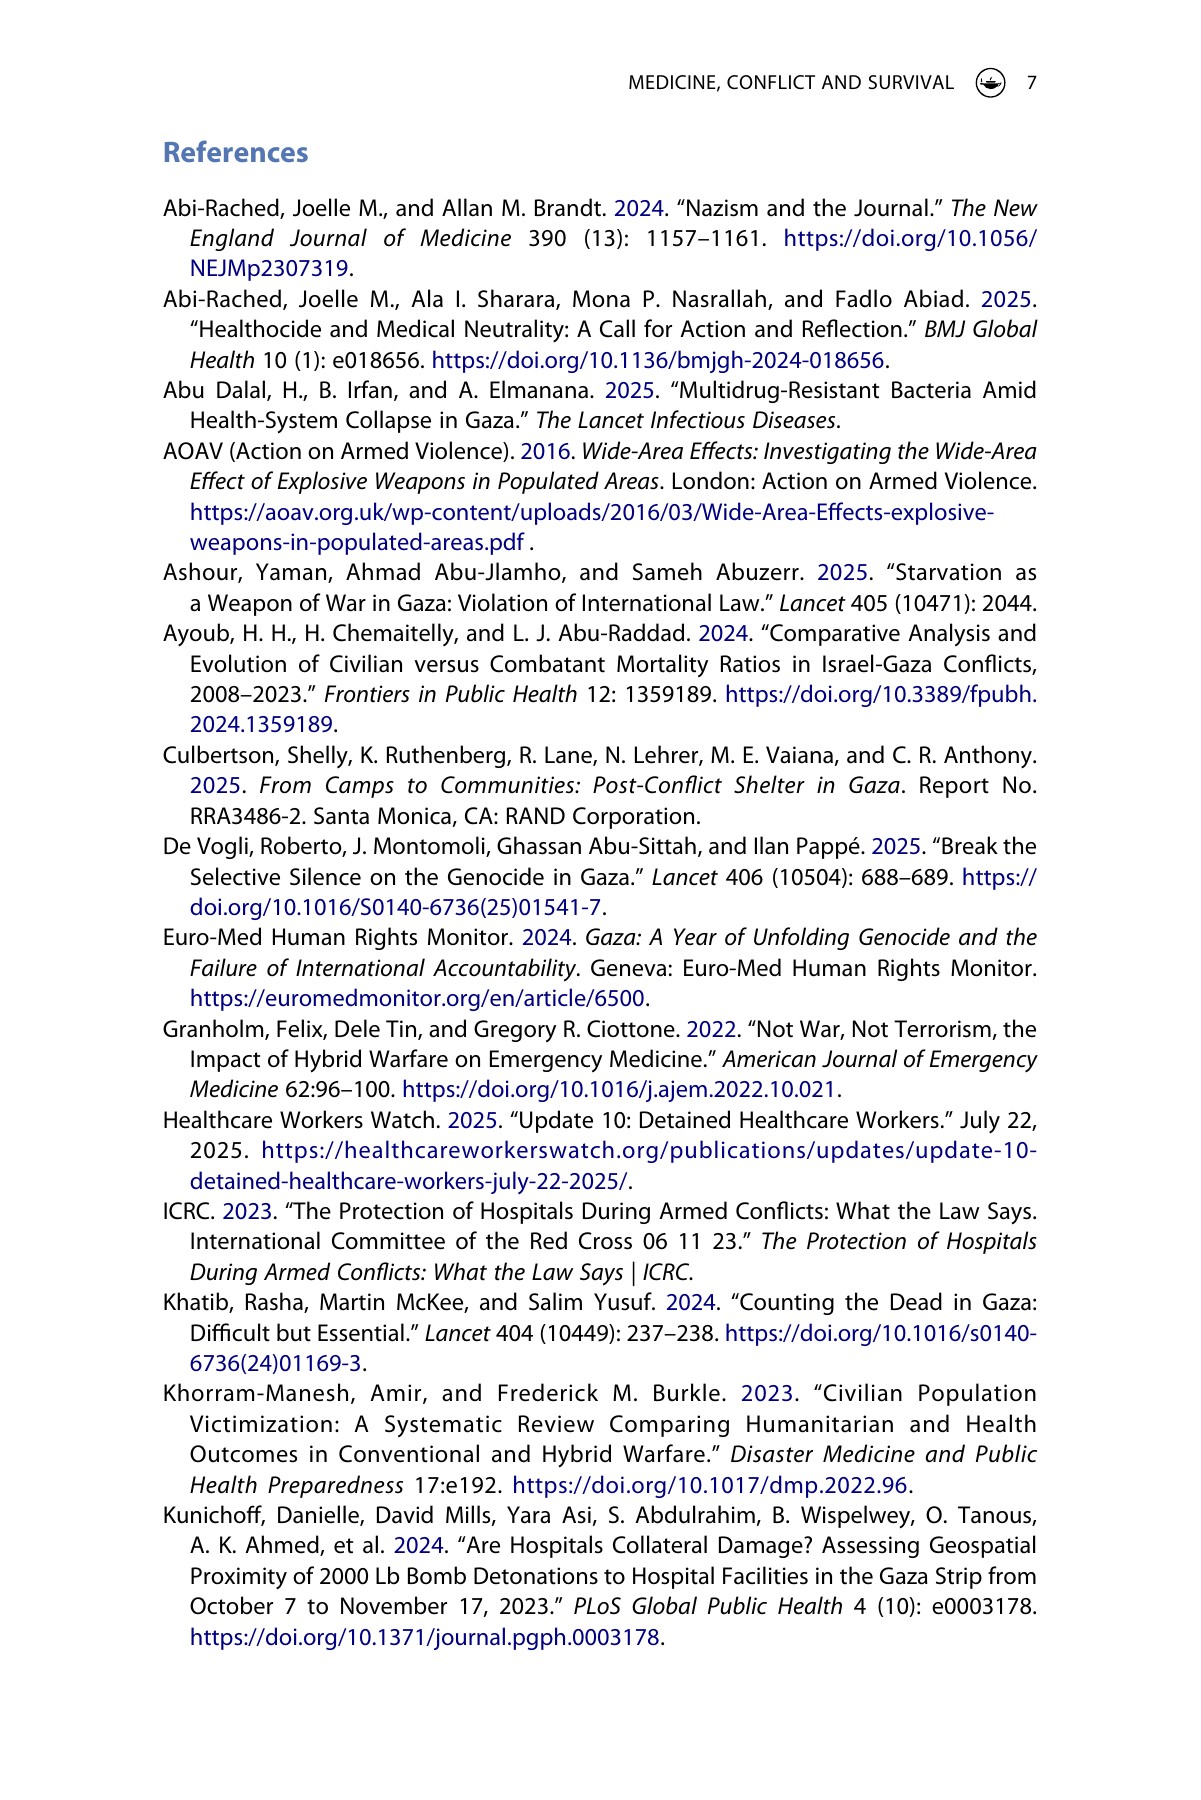 MEDICINE, CONFLICT AND SURVIVAL 7
References
Abi-Rached, Joelle M., and Allan M. Brandt. 2024. “Nazism and the Journal.” The New
England Journal of Medicine 390 (13): 1157–1161. https://doi.org/10.1056/
NEJMp2307319.
Abi-Rached, Joelle M., Ala I. Sharara, Mona P. Nasrallah, and Fadlo Abiad. 2025.
“Healthocide and Medical Neutrality: A Call for Action and Reflection.” BMJ Global
Health 10 (1): e018656. https://doi.org/10.1136/bmjgh-2024-018656.
Abu Dalal, H., B. Irfan, and A. Elmanana. 2025. “Multidrug-Resistant Bacteria Amid
Health-System Collapse in Gaza.” The Lancet Infectious Diseases.
AOAV (Action on Armed Violence). 2016. Wide-Area Effects: Investigating the Wide-Area
Effect of Explosive Weapons in Populated Areas. London: Action on Armed Violence.
https://aoav.org.uk/wp-content/uploads/2016/03/Wide-Area-Effects-explosive-
weapons-in-populated-areas.pdf .
Ashour, Yaman, Ahmad Abu-Jlamho, and Sameh Abuzerr. 2025. “Starvation as
a Weapon of War in Gaza: Violation of International Law.” Lancet 405 (10471): 2044.
Ayoub, H. H., H. Chemaitelly, and L. J. Abu-Raddad. 2024. “Comparative Analysis and
Evolution of Civilian versus Combatant Mortality Ratios in Israel-Gaza Conflicts,
2008–2023.” Frontiers in Public Health 12: 1359189. https://doi.org/10.3389/fpubh.
2024.1359189.
Culbertson, Shelly, K. Ruthenberg, R. Lane, N. Lehrer, M. E. Vaiana, and C. R. Anthony.
2025. From Camps to Communities: Post-Conflict Shelter in Gaza. Report No.
RRA3486-2. Santa Monica, CA: RAND Corporation.
De Vogli, Roberto, J. Montomoli, Ghassan Abu-Sittah, and Ilan Pappé. 2025. “Break the
Selective Silence on the Genocide in Gaza.” Lancet 406 (10504): 688–689. https://
doi.org/10.1016/S0140-6736(25)01541-7.
Euro-Med Human Rights Monitor. 2024. Gaza: A Year of Unfolding Genocide and the
Failure of International Accountability. Geneva: Euro-Med Human Rights Monitor.
https://euromedmonitor.org/en/article/6500.
Granholm, Felix, Dele Tin, and Gregory R. Ciottone. 2022. “Not War, Not Terrorism, the
Impact of Hybrid Warfare on Emergency Medicine.” American Journal of Emergency
Medicine 62:96–100. https://doi.org/10.1016/j.ajem.2022.10.021.
Healthcare Workers Watch. 2025. “Update 10: Detained Healthcare Workers.” July 22,
2025. https://healthcareworkerswatch.org/publications/updates/update-10-
detained-healthcare-workers-july-22-2025/.
ICRC. 2023. “The Protection of Hospitals During Armed Conflicts: What the Law Says.
International Committee of the Red Cross 06 11 23.” The Protection of Hospitals
During Armed Conflicts: What the Law Says | ICRC.
Khatib, Rasha, Martin McKee, and Salim Yusuf. 2024. “Counting the Dead in Gaza:
Difficult but Essential.” Lancet 404 (10449): 237–238. https://doi.org/10.1016/s0140-
6736(24)01169-3.
Khorram-Manesh, Amir, and Frederick M. Burkle. 2023. “Civilian Population
Victimization: A Systematic Review Comparing Humanitarian and Health
Outcomes in Conventional and Hybrid Warfare.” Disaster Medicine and Public
Health Preparedness 17:e192. https://doi.org/10.1017/dmp.2022.96.
Kunichoff, Danielle, David Mills, Yara Asi, S. Abdulrahim, B. Wispelwey, O. Tanous,
A. K. Ahmed, et al. 2024. “Are Hospitals Collateral Damage? Assessing Geospatial
Proximity of 2000 Lb Bomb Detonations to Hospital Facilities in the Gaza Strip from
October 7 to November 17, 2023.” PLoS Global Public Health 4 (10): e0003178.
https://doi.org/10.1371/journal.pgph.0003178.